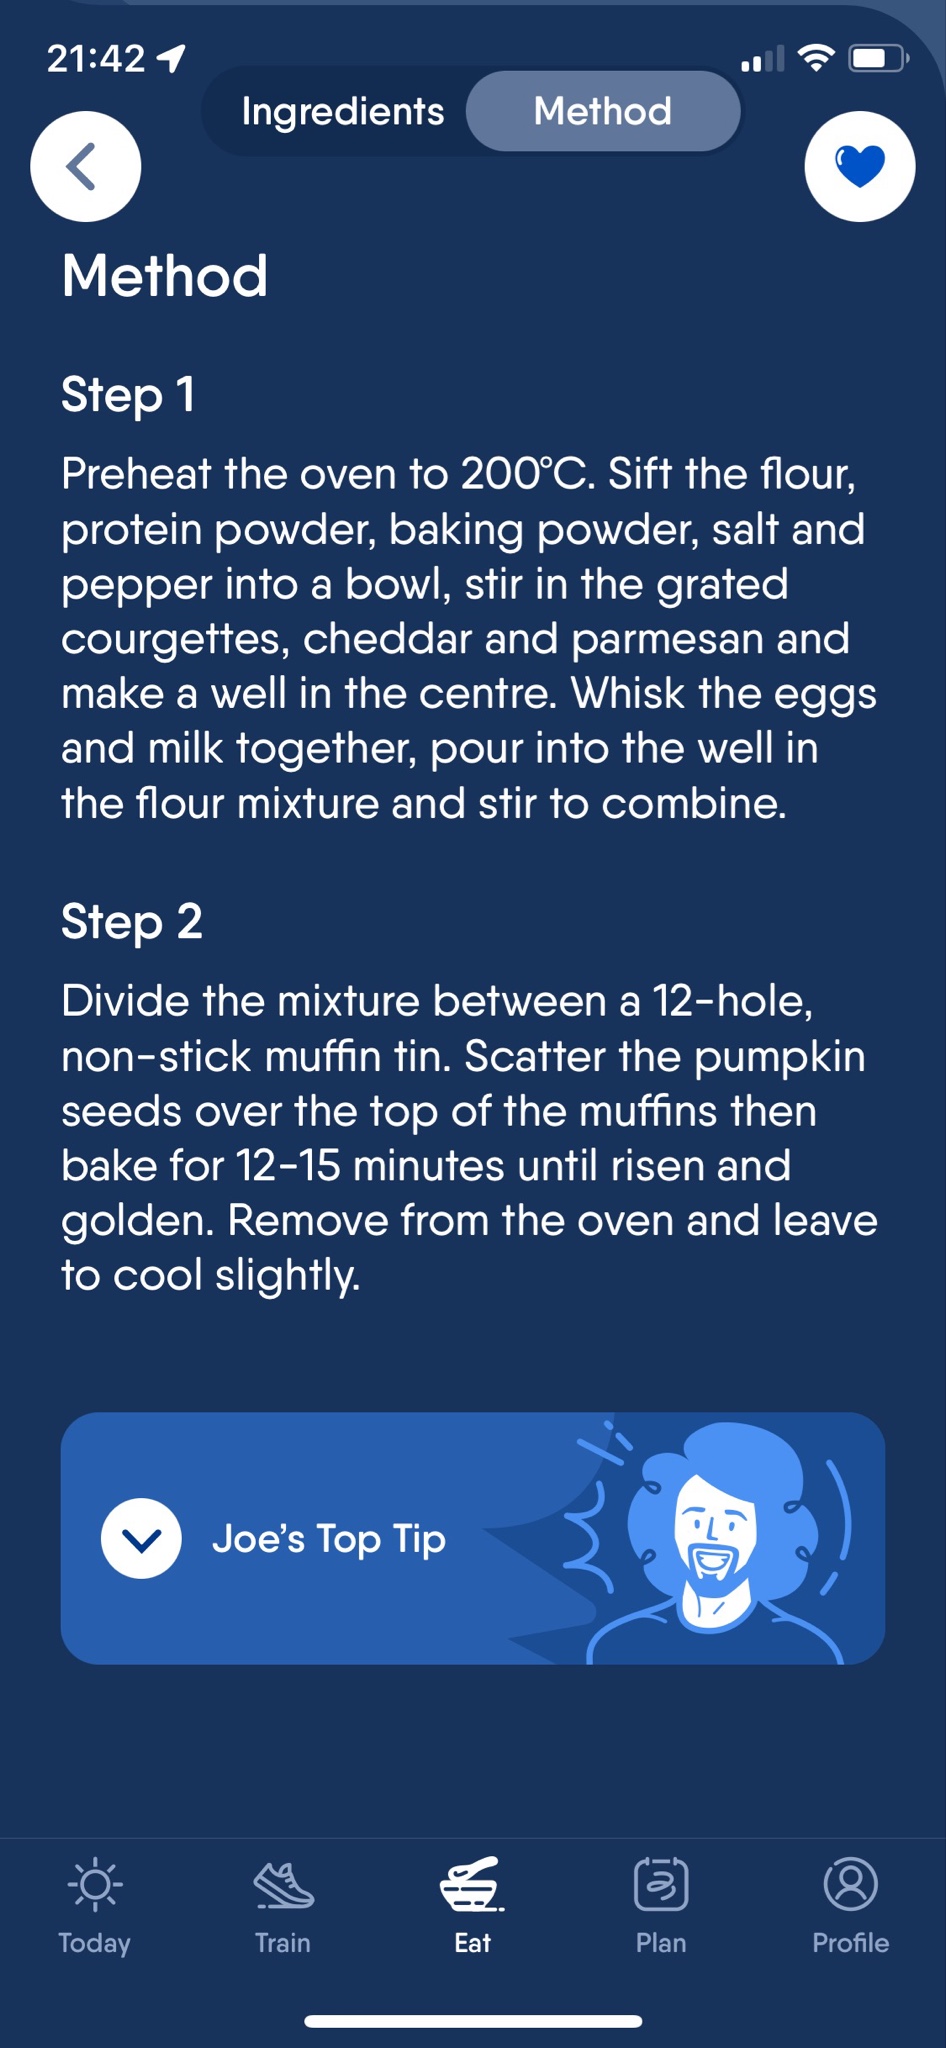 21:42
Ingredients
Method
Method
Step 1
Preheat the oven to 200°C. Sift the flour,
protein powder, baking powder, salt and
pepper into a bowl, stir in the grated
courgettes, cheddar and parmesan and
make a well in the centre. Whisk the eggs
and milk together, pour into the well in
the flour mixture and stir to combine.
Step 2
Divide the mixture between a 12-hole,
non-stick muffin tin. Scatter the pumpkin
seeds over the top of the muffins then
bake for 12-15 minutes until risen and
golden. Remove from the oven and leave
to cool slightly.
Joe's Top Tip
Today
Train
Eat
Plan
Profile